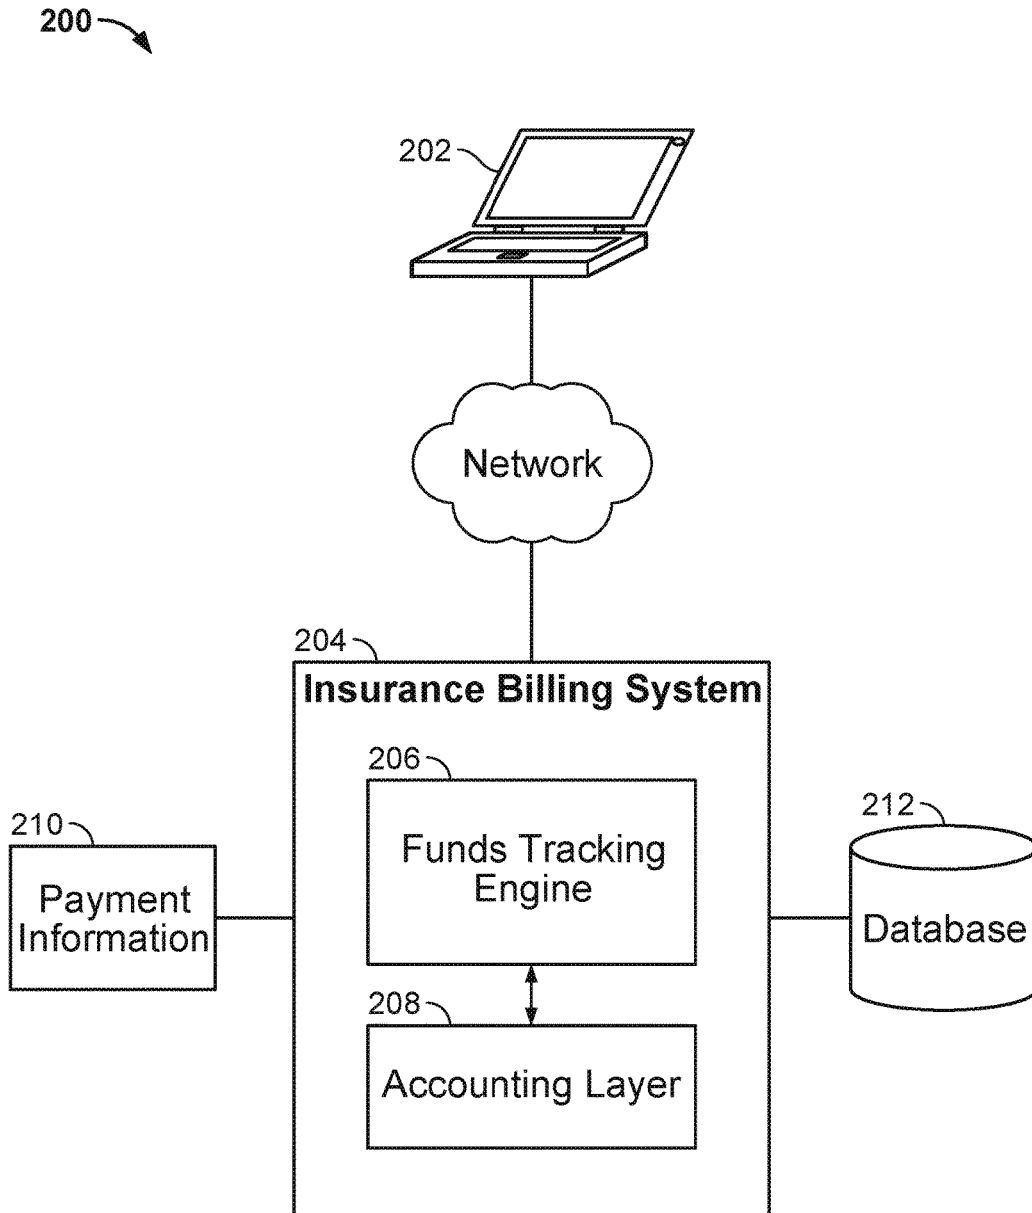 200
202
Network
204
Insurance Billing System
206
Funds Tracking
Engine
210
Payment
Information
212
Database
208
Accounting Layer